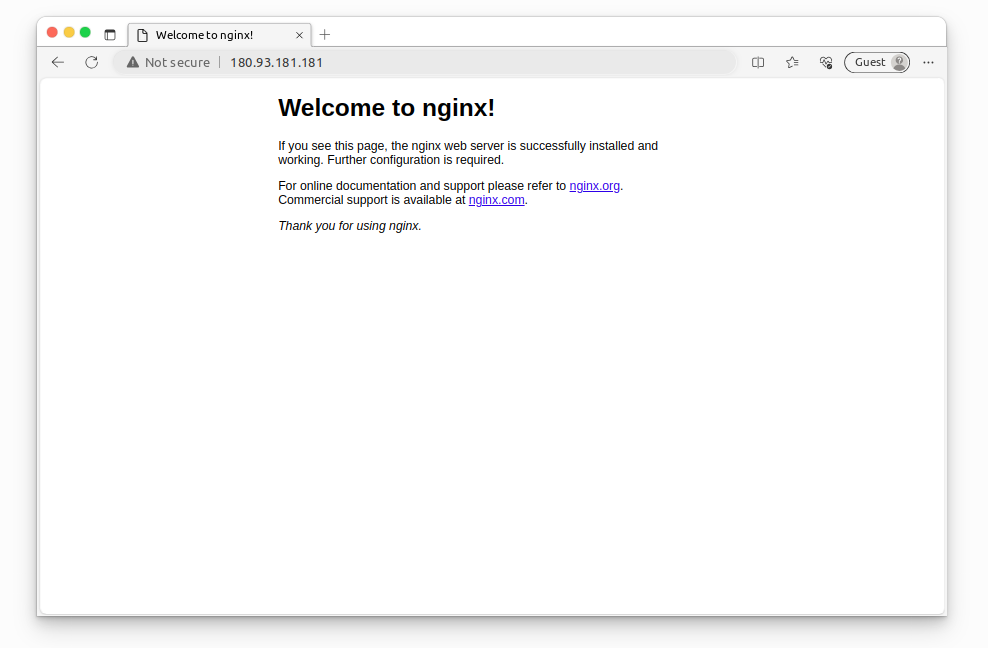 Welcome to nginx!
Not secure
180.93.181.181
Guest
Welcome to nginx!
If you see this page, the nginx web server is successfully installed and
working. Further configuration is required.
For online documentation and support please refer to nginx.org.
Commercial support is available at nginx.com.
Thank you for using nginx.